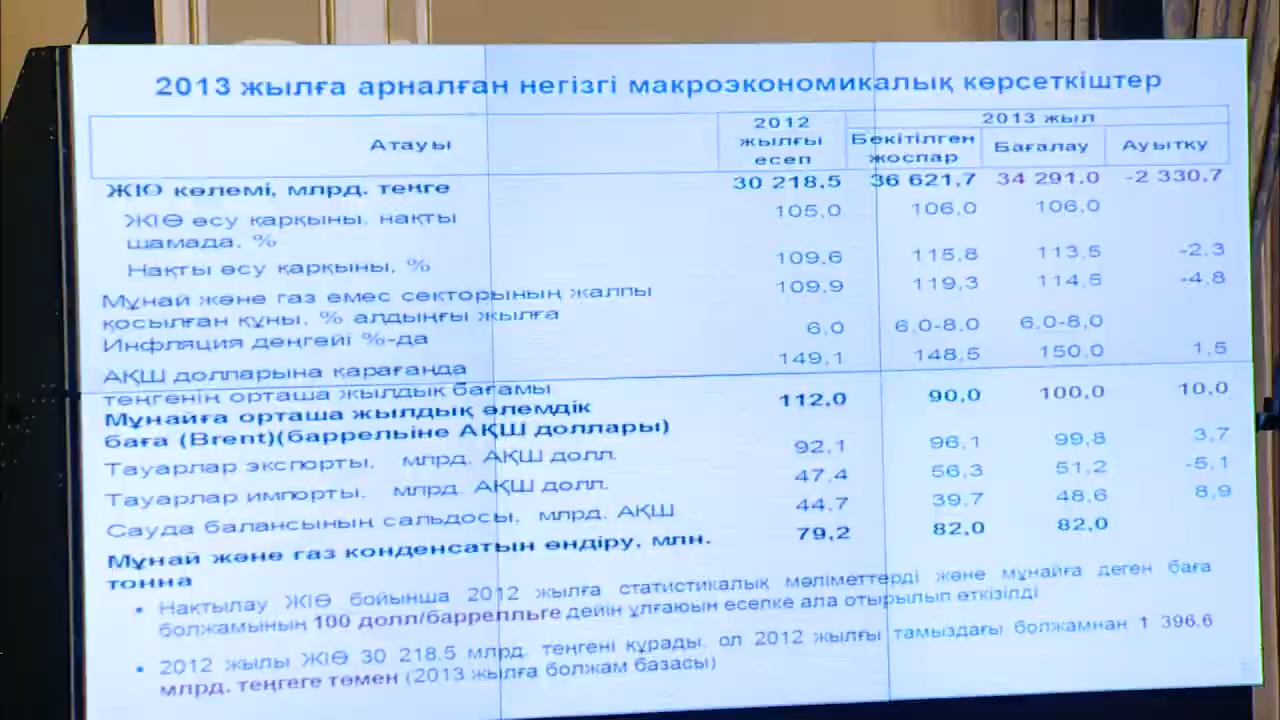 2013 жылға арналған негізгі макроэкономикалық көрсеткіштер
Атауы 2012 жылғы есеп 2013 жыл
Бекітілген жоспар Бағалау Ауытку
ЖІӨ көлемі, млрд. теңге 30 218,5 36 621,7 34 291,0 -2 330,7
ЖІӨ өсу қарқыны, нақты 105,0 106,0 106,0
шамада, %
Нақты өсу қарқыны, % 109,6 115,8 113,5 -2,3
Мұнай және газ емес секторының жалпы 109,9 119,3 114,5 -4,8
қосылған құны, % алдыңғы жылға
Инфляция деңгейі %-да 6,0 6,0-8,0 6,0-8,0
АҚШ долларына қарағанда 149,1 148,5 150,0 1,5
теңгенің орташа жылдық бағамы
Мұнайға орташа жылдық әлемдік 112,0 90,0 100,0 10,0
баға (Brent)(баррельіне АҚШ доллары)
Тауарлар экспорты, млрд. АҚШ долл. 92,1 96,1 99,8 3,7
Тауарлар импорты, млрд. АҚШ долл. 47,4 56,3 51,2 -5,1
Сауда балансының сальдосы, млрд. АҚШ 44,7 39,7 48,6 8,9
Мұнай және газ конденсатын өндіру, млн. 79,2 82,0 82,0
тонна
• Нақтылау ЖІӨ бойынша 2012 жылға статистикалық мәліметтерді және мұнайға деген баға
болжамының 100 долл/баррелльге дейін ұлғаюын есепке ала отырылып өткізілді
• 2012 жылы ЖІӨ 30 218,5 млрд. теңгені құрады, ол 2012 жылғы тамыздағы болжамнан 1 396,6
млрд. теңгеге төмен (2013 жылға болжам базасы)